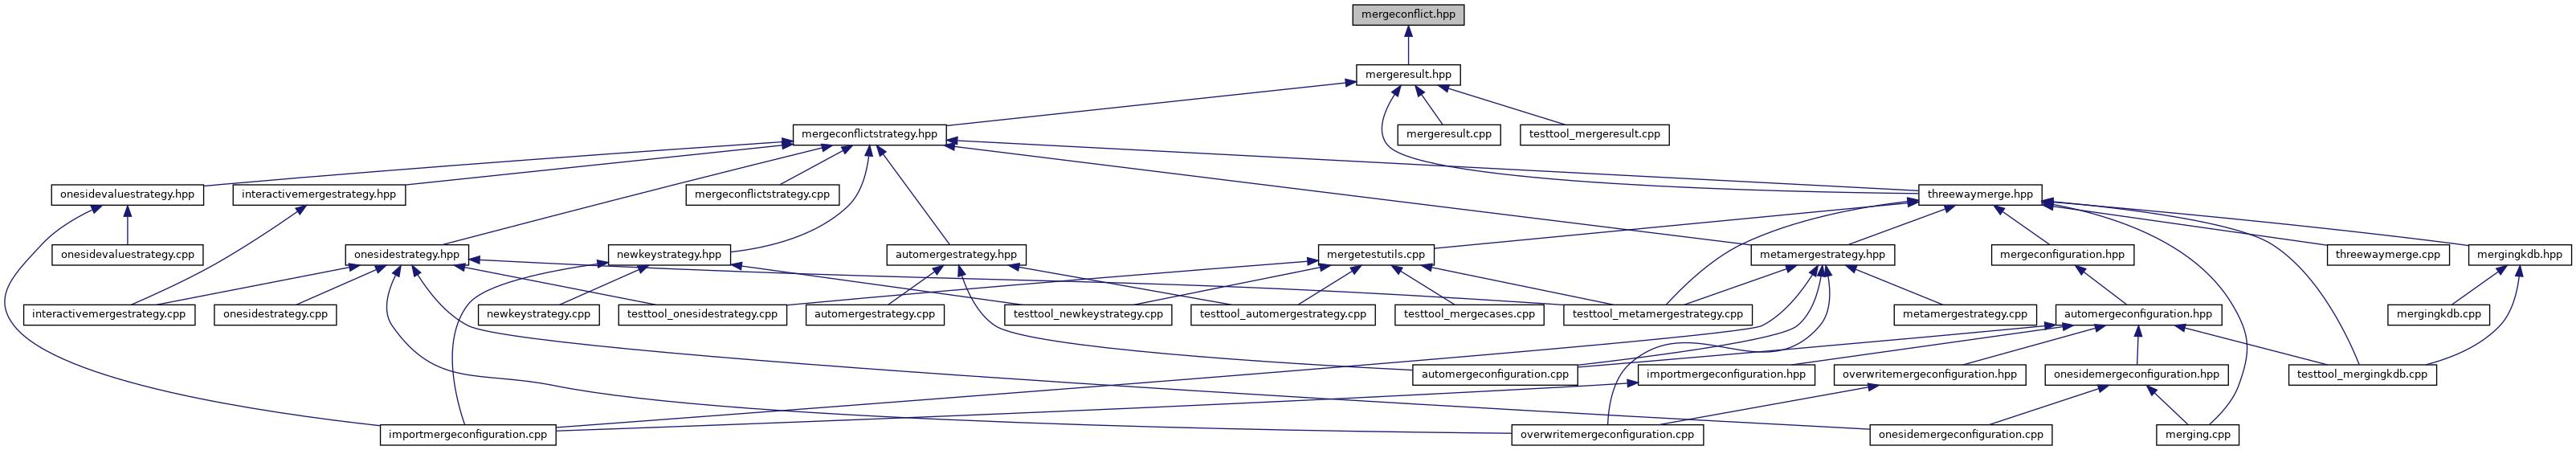 mergeconflict.hpp
mergeresult.hpp
mergeconflictstrategy.hpp
mergeresult.cpp
testtool_mergeresult.cpp
onesidevaluestrategy.hpp
interactivemergestrategy.hpp
mergeconflictstrategy.cpp
threewaymerge.hpp
onesidevaluestrategy.cpp
onesidestrategy.hpp
newkeystrategy.hpp
automergestrategy.hpp
mergetestutils.cpp
metamergestrategy.hpp
mergeconfiguration.hpp
threewaymerge.cpp
mergingkdb.hpp
interactivemergestrategy.cpp
onesidestrategy.cpp
newkeystrategy.cpp
testtool_onesidestrategy.cpp
automergestrategy.cpp
testtool_newkeystrategy.cpp
testtool_automergestrategy.cpp
testtool_mergecases.cpp
testtool_metamergestrategy.cpp
metamergestrategy.cpp
automergeconfiguration.hpp
mergingkdb.cpp
automergeconfiguration.cpp
importmergeconfiguration.hpp
overwritemergeconfiguration.hpp
onesidemergeconfiguration.hpp
testtool_mergingkdb.cpp
importmergeconfiguration.cpp
overwritemergeconfiguration.cpp
onesidemergeconfiguration.cpp
merging.cpp